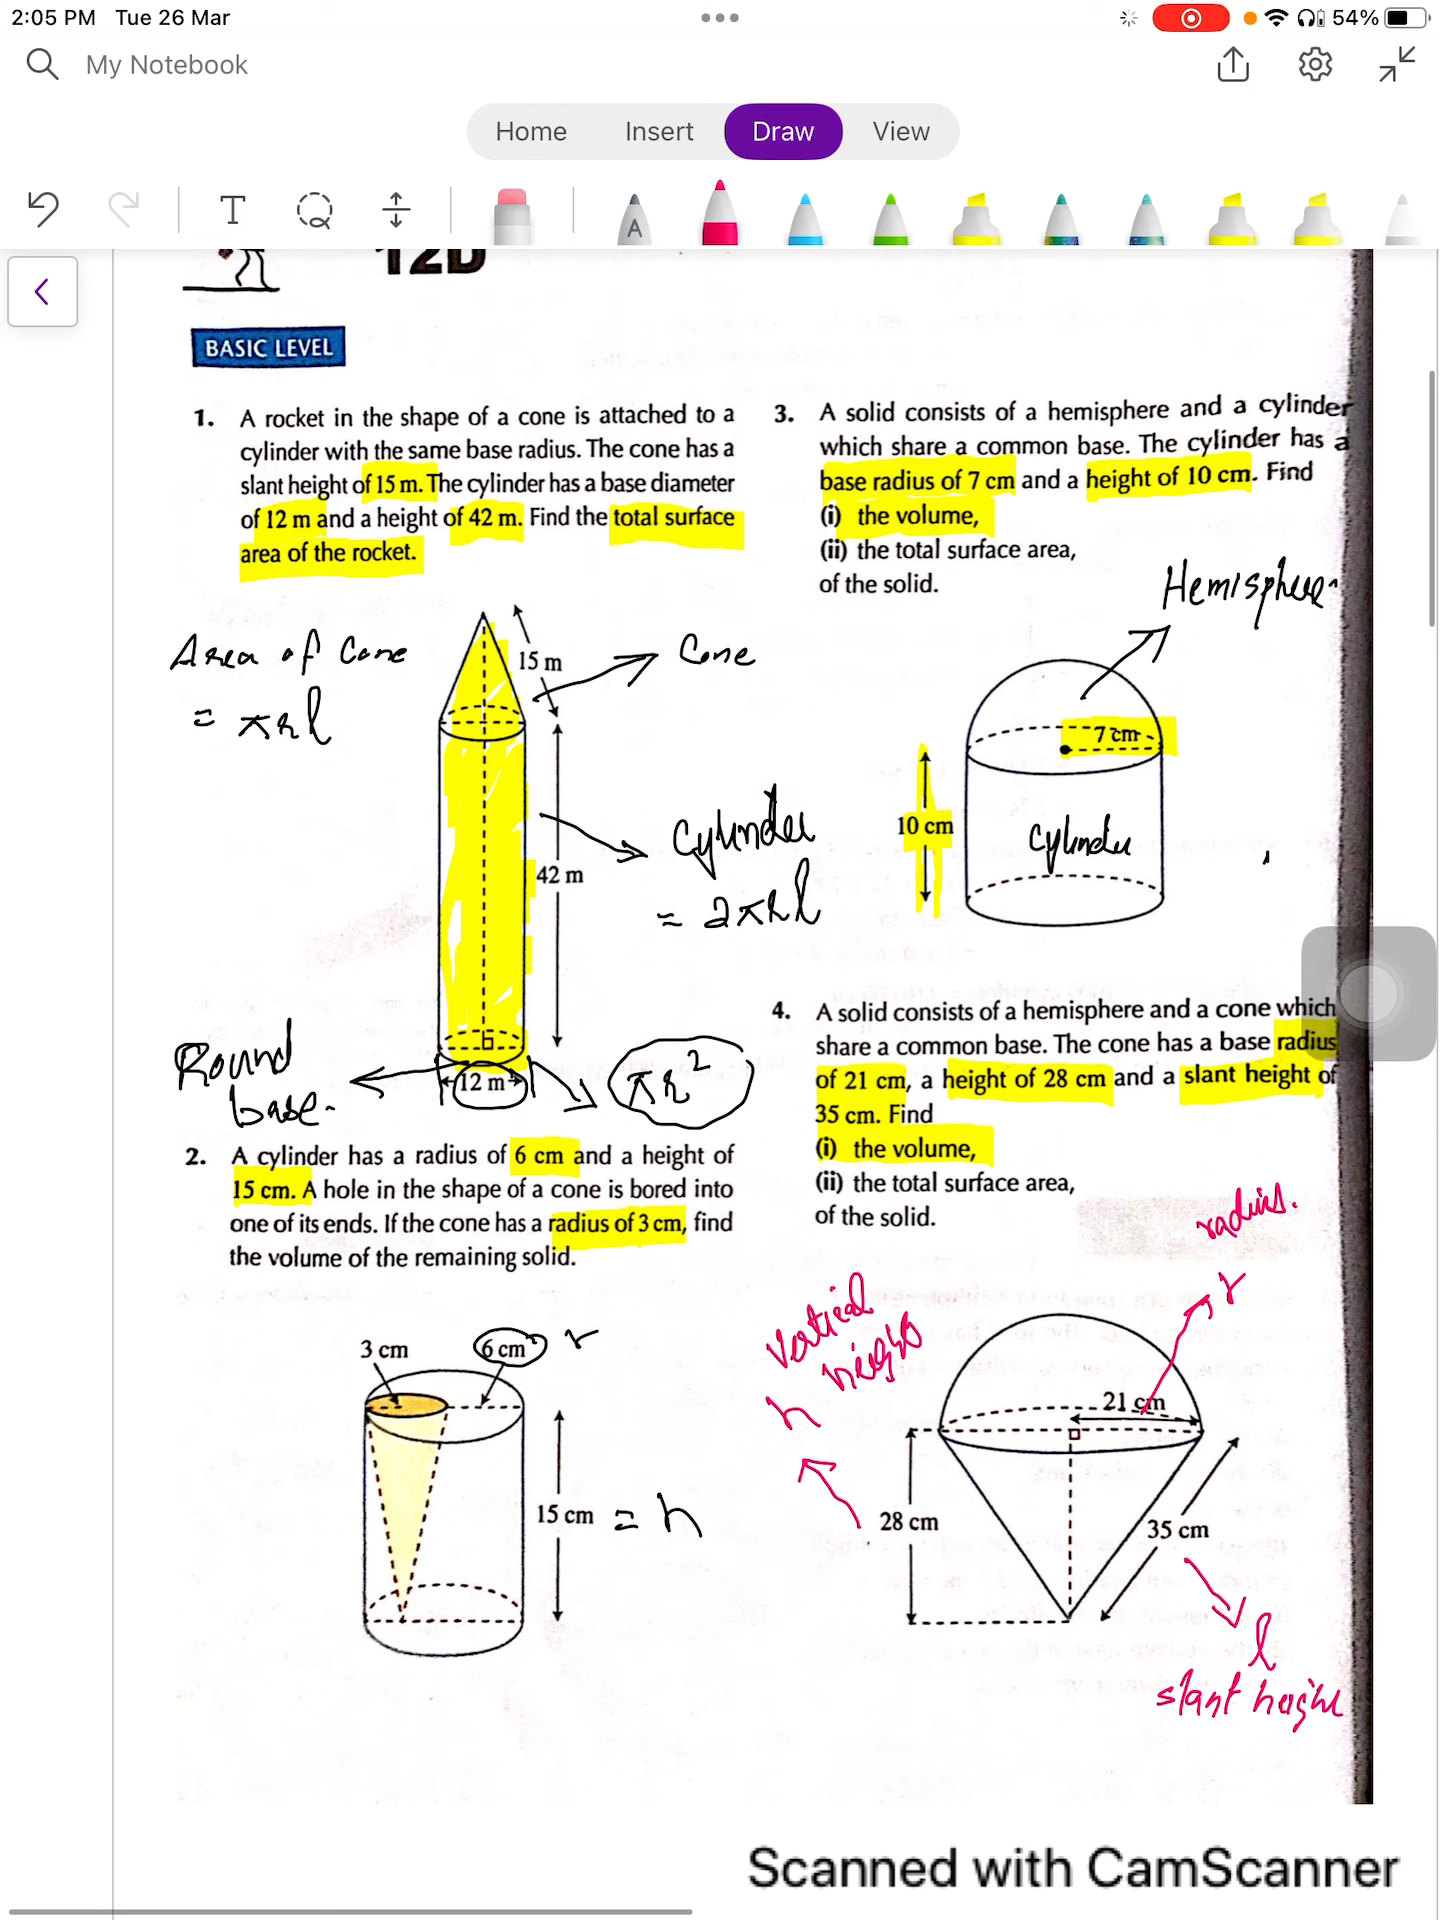 2:05 PM Tue 26 Mar
54%
My Notebook
Home Insert Draw View
T
A
12D
BASIC LEVEL
1. A rocket in the shape of a cone is attached to a
cylinder with the same base radius. The cone has a
slant height of 15 m. The cylinder has a base diameter
of 12 m and a height of 42 m. Find the total surface
area of the rocket.
Area of Cone
= πrl
15 m
Cone
42 m
Cylinder
= 2πrl
Round
base.
12 m
πr²
2. A cylinder has a radius of 6 cm and a height of
15 cm. A hole in the shape of a cone is bored into
one of its ends. If the cone has a radius of 3 cm, find
the volume of the remaining solid.
3 cm
6 cm
r
15 cm
= h
3. A solid consists of a hemisphere and a cylinder
which share a common base. The cylinder has a
base radius of 7 cm and a height of 10 cm. Find
(i) the volume,
(ii) the total surface area,
of the solid.
Hemisphere
7 cm
10 cm
Cylinder
4. A solid consists of a hemisphere and a cone which
share a common base. The cone has a base radius
of 21 cm, a height of 28 cm and a slant height of
35 cm. Find
(i) the volume,
(ii) the total surface area,
of the solid.
radius.
r
vertical
height
h
21 cm
28 cm
35 cm
l
slant height
Scanned with CamScanner